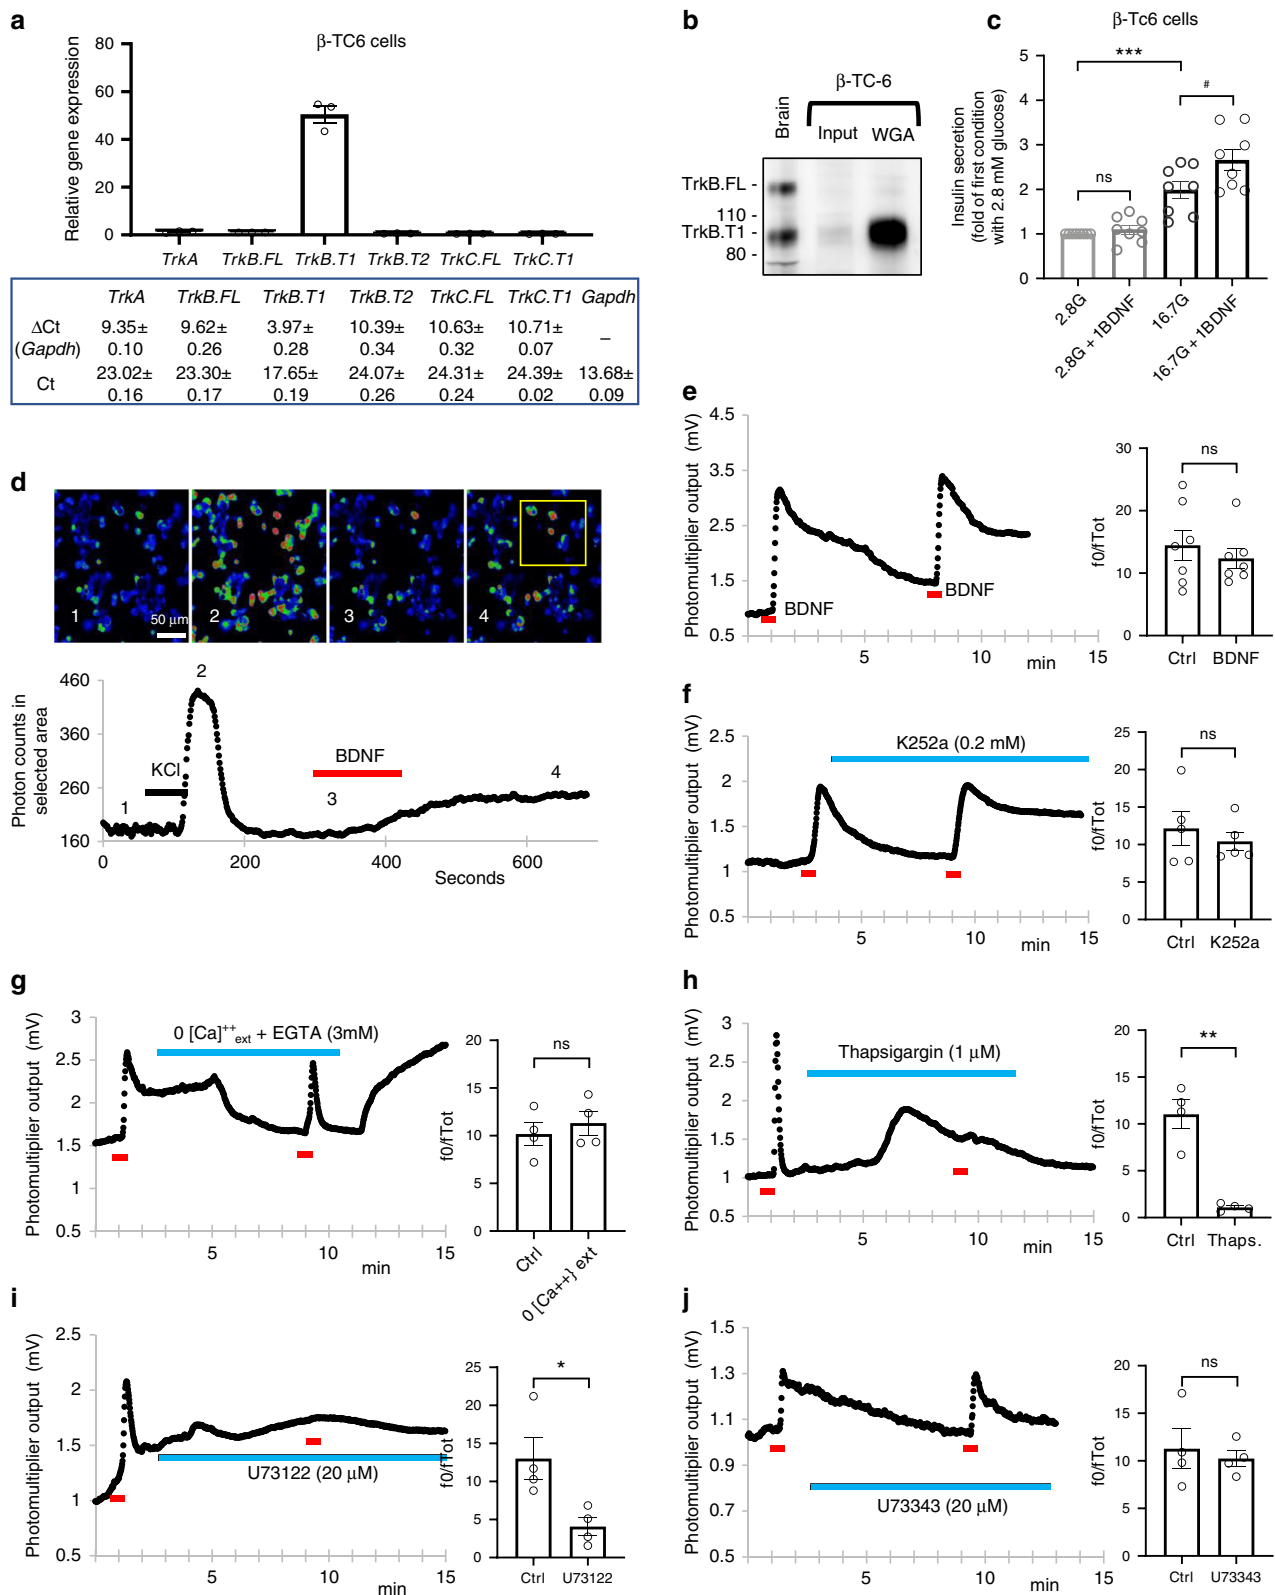 a
β-TC6 cells
Relative gene expression
80
60
40
20
0
TrkA TrkB.FL TrkB.T1 TrkB.T2 TrkC.FL TrkC.T1
TrkA TrkB.FL TrkB.T1 TrkB.T2 TrkC.FL TrkC.T1 Gapdh
ΔCt (Gapdh) 9.35± 0.10 9.62± 0.26 3.97± 0.28 10.39± 0.34 10.63± 0.32 10.71± 0.07 –
Ct 23.02± 0.16 23.30± 0.17 17.65± 0.19 24.07± 0.26 24.31± 0.24 24.39± 0.02 13.68± 0.09
b
β-TC-6
Brain
Input WGA
TrkB.FL -
110 -
TrkB.T1 -
80 -
c
β-Tc6 cells
Insulin secretion
(fold of first condition
with 2.8 mM glucose)
5
4
3
2
1
0
***
#
ns
2.8G
2.8G + 1BDNF
16.7G
16.7G + 1BDNF
d
1
50 μm
2
3
4
Photon counts in
selected area
460
360
260
160
1
KCl
2
BDNF
3
4
0 200 400 600
Seconds
e
Photomultiplier output (mV)
4.5
3.5
2.5
1.5
0.5
BDNF
BDNF
5 10 15
min
f0/fTot
30
20
10
0
ns
Ctrl BDNF
f
Photomultiplier output (mV)
2.5
2
1.5
1
0.5
K252a (0.2 mM)
5 10 15
min
f0/fTot
25
20
15
10
5
0
ns
Ctrl K252a
g
Photomultiplier output (mV)
3
2.5
2
1.5
1
0.5
0 [Ca]++ext + EGTA (3mM)
5 10 15
min
f0/fTot
20
15
10
5
0
ns
Ctrl
0 [Ca++} ext
h
Photomultiplier output (mV)
3
2.5
2
1.5
1
0.5
Thapsigargin (1 μM)
5 10 15
min
f0/fTot
20
15
10
5
0
**
Ctrl Thaps.
i
Photomultiplier output (mV)
2.5
2
1.5
1
0.5
U73122 (20 μM)
5 10 15
min
f0/fTot
25
20
15
10
5
0
*
Ctrl U73122
j
Photomultiplier output (mV)
1.5
1.3
1.1
0.9
0.7
0.5
U73343 (20 μM)
5 10 15
min
f0/fTot
20
15
10
5
0
ns
Ctrl U73343